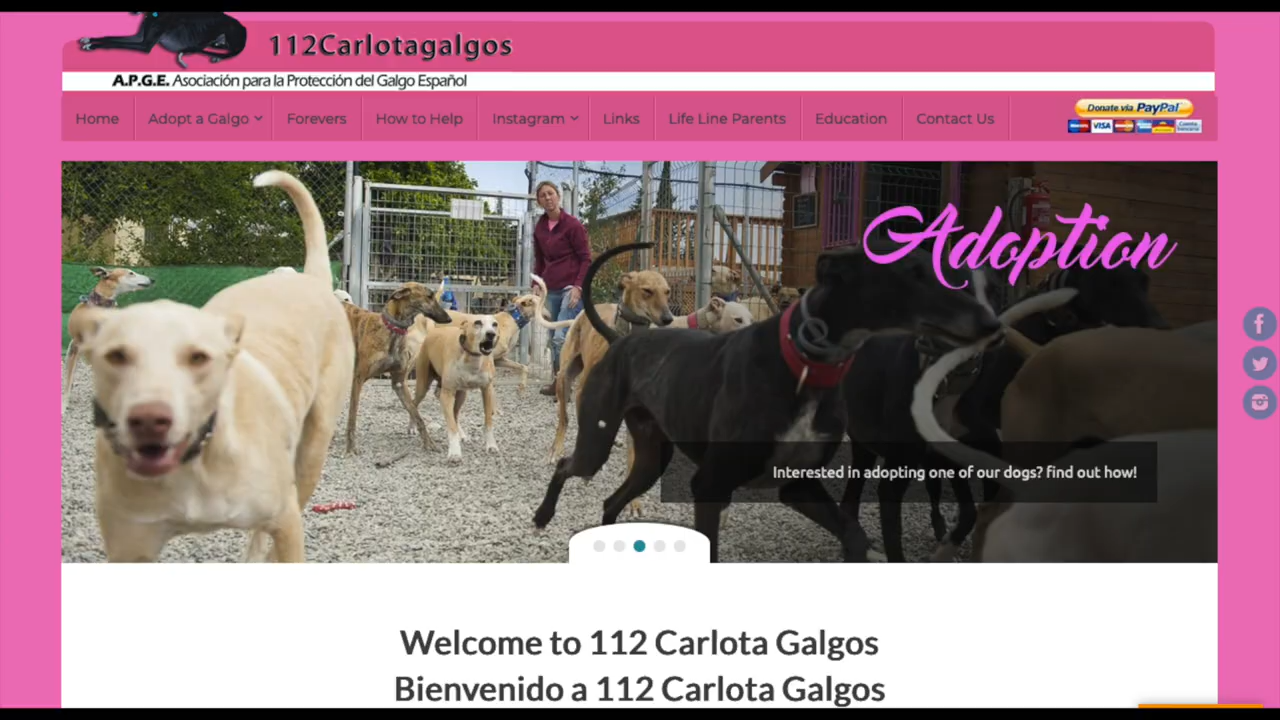 112Carlotagalgos
A.P.G.E. Asociación para la Protección del Galgo Español
Home
Adopt a Galgo
Forevers
How to Help
Instagram
Links
Life Line Parents
Education
Contact Us
Donate via PayPal
VISA
Adoption
Interested in adopting one of our dogs? find out how!
Welcome to 112 Carlota Galgos
Bienvenido a 112 Carlota Galgos